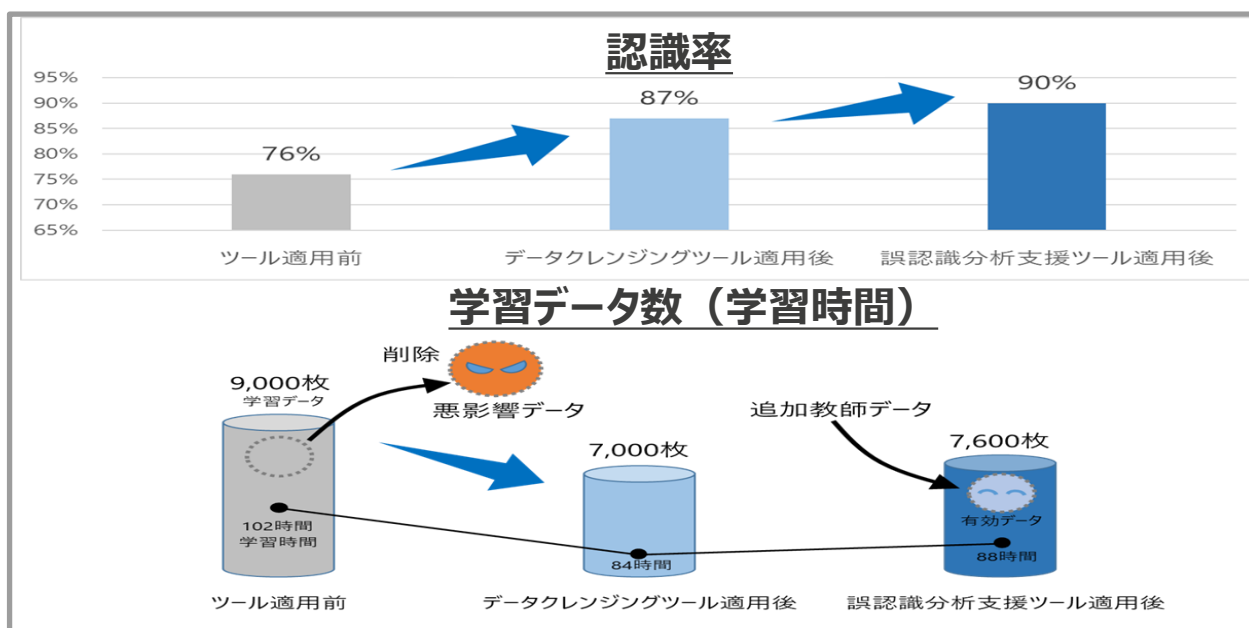 認識率
95%
90%
85%
80%
75%
70%
65%
76%
87%
90%
ツール適用前
データクレンジングツール適用後
誤認識分析支援ツール適用後
学習データ数（学習時間）
削除
悪影響データ
9,000枚
学習データ
102時間
学習時間
7,000枚
84時間
追加教師データ
7,600枚
有効データ
88時間
ツール適用前
データクレンジングツール適用後
誤認識分析支援ツール適用後